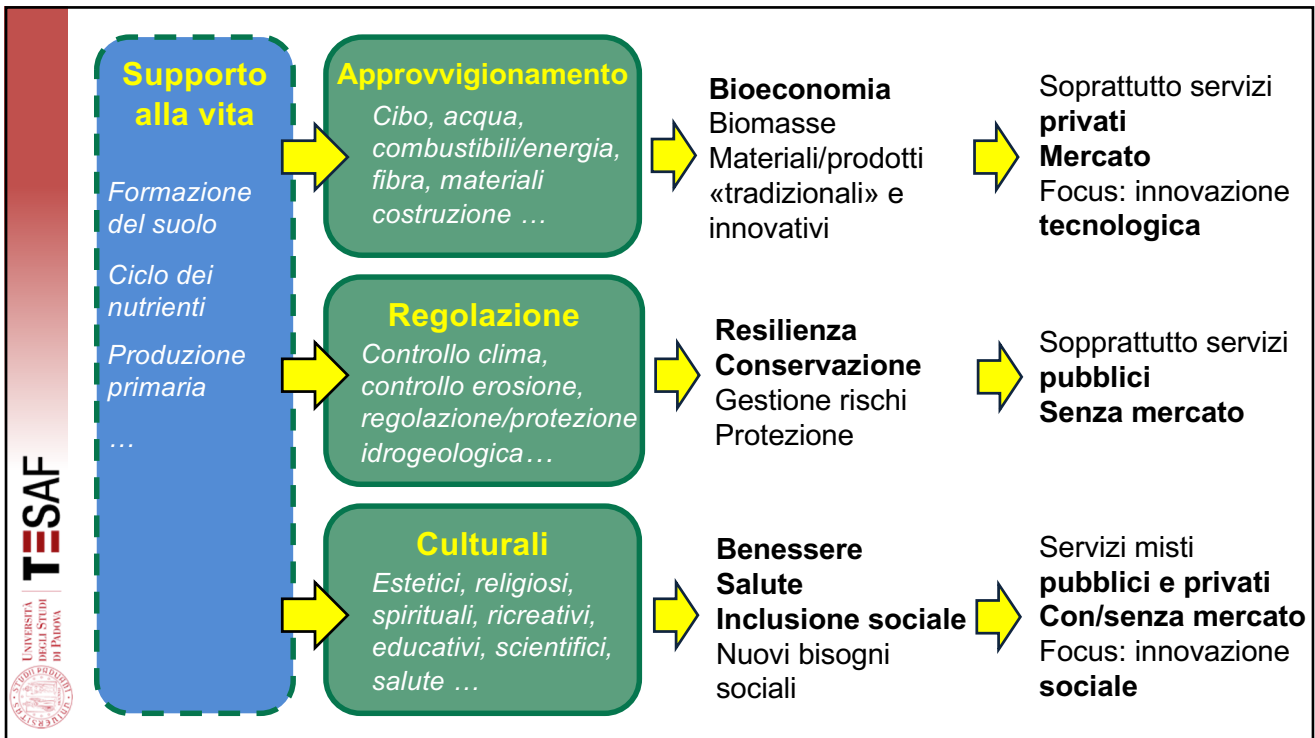 Supporto
alla vita
Formazione
del suolo
Ciclo dei
nutrienti
Produzione
primaria
…
Approvvigionamento
Cibo, acqua,
combustibili/energia,
fibra, materiali
costruzione …
Bioeconomia
Biomasse
Materiali/prodotti
«tradizionali» e
innovativi
Soprattutto servizi
privati
Mercato
Focus: innovazione
tecnologica
Regolazione
Controllo clima,
controllo erosione,
regolazione/protezione
idrogeologica…
Resilienza
Conservazione
Gestione rischi
Protezione
Sopprattutto servizi
pubblici
Senza mercato
Culturali
Estetici, religiosi,
spirituali, ricreativi,
educativi, scientifici,
salute …
Benessere
Salute
Inclusione sociale
Nuovi bisogni
sociali
Servizi misti
pubblici e privati
Con/senza mercato
Focus: innovazione
sociale
TESAF
UNIVERSITÀ
DEGLI STUDI
DI PADOVA